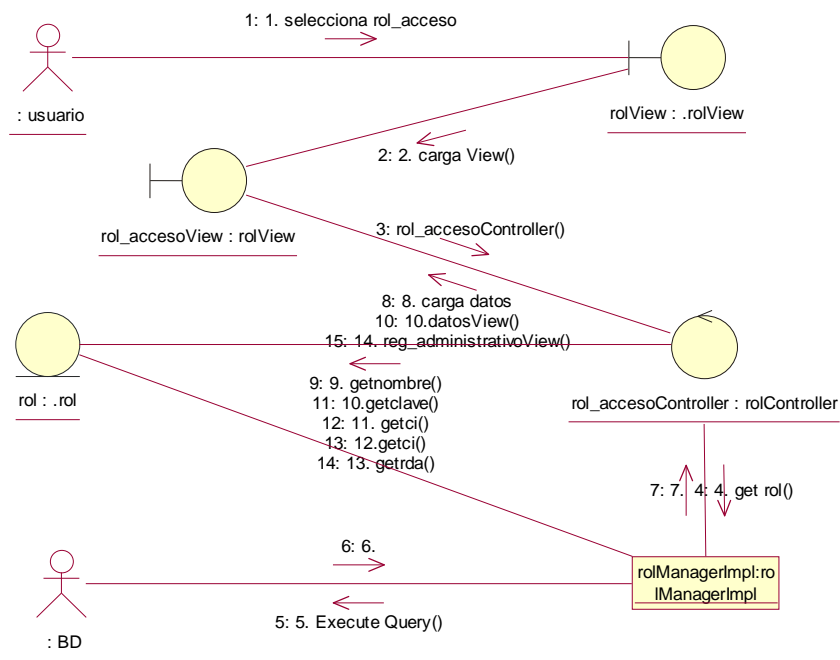 1: 1. selecciona rol_acceso
: usuario
rolView : .rolView
2: 2. carga View()
rol_accesoView : rolView
3: rol_accesoController()
8: 8. carga datos
10: 10.datosView()
15: 14. reg_administrativoView()
rol : .rol
9: 9. getnombre()
11: 10.getclave()
12: 11. getci()
13: 12.getci()
14: 13. getrda()
rol_accesoController : rolController
7: 7.
4: 4. get rol()
6: 6.
rolManagerImpl:ro
lManagerImpl
5: 5. Execute Query()
: BD